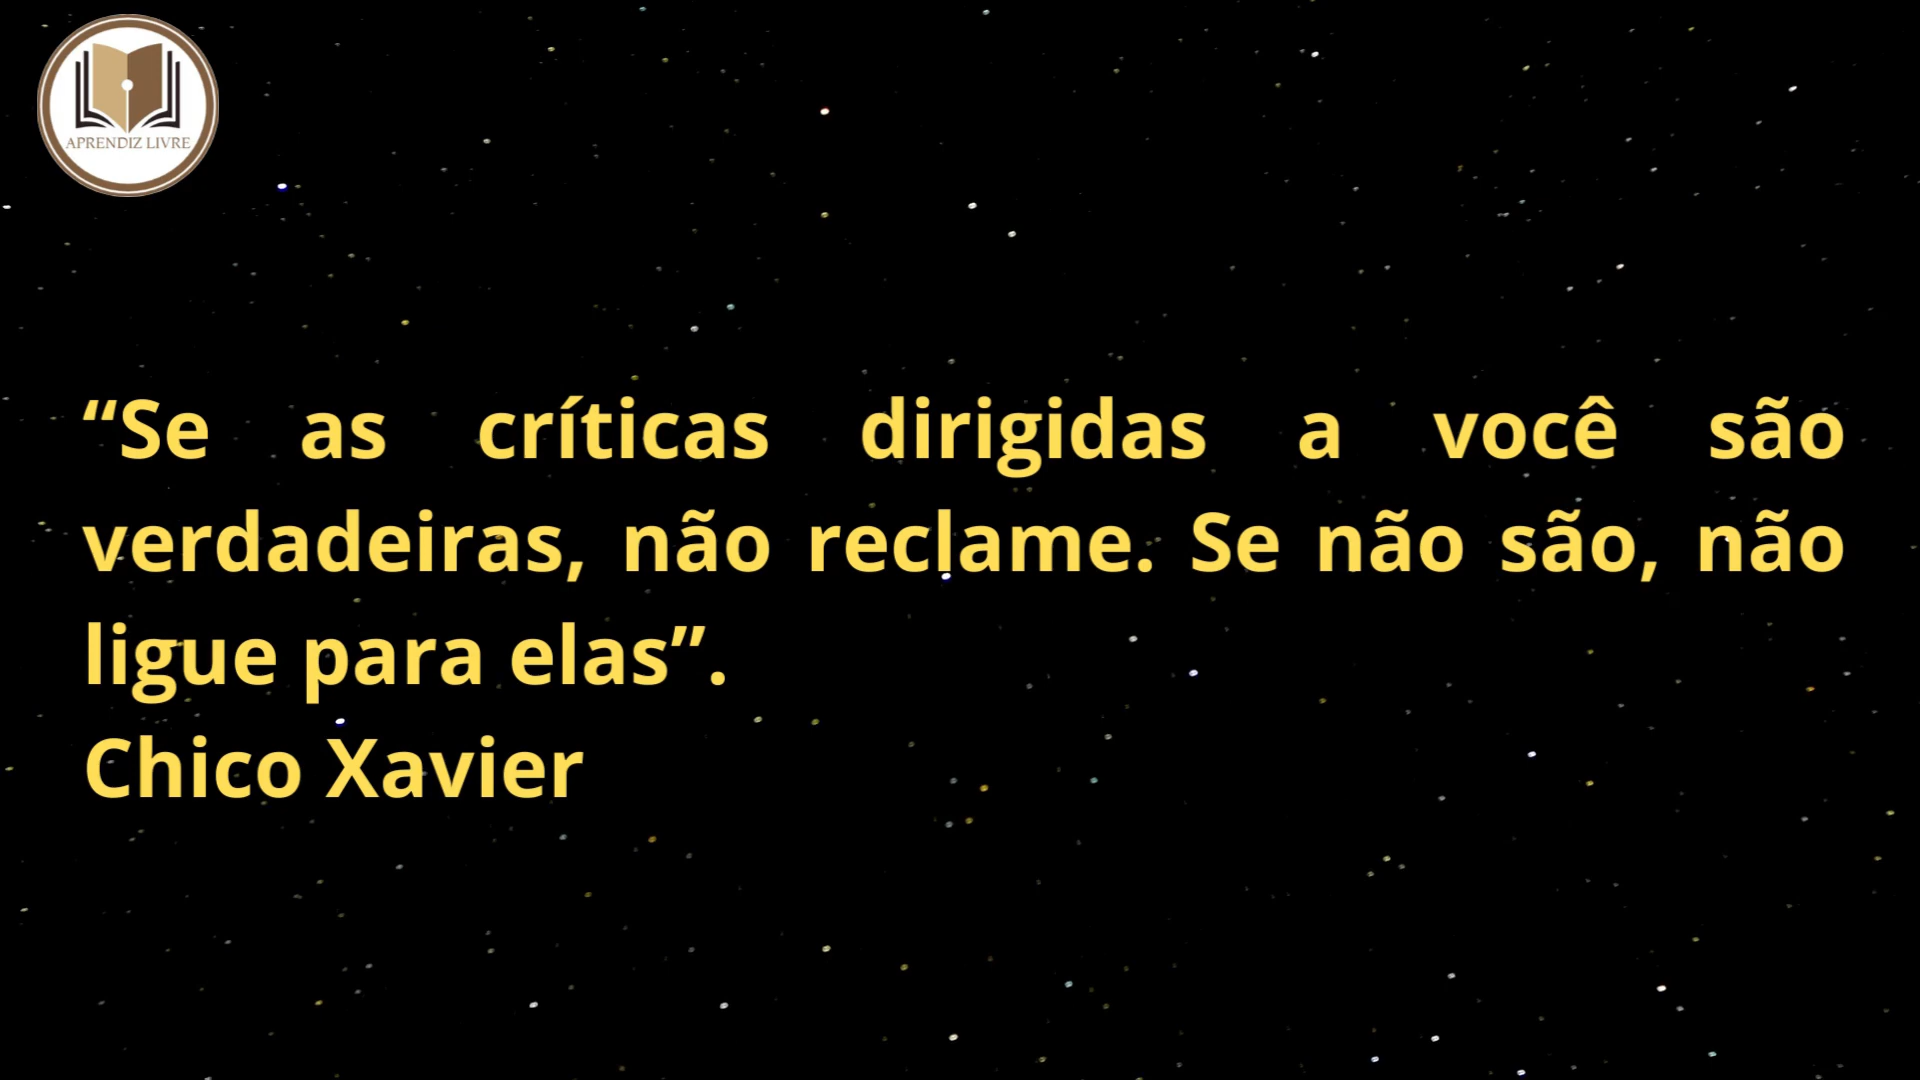 APRENDIZ LIVRE
“Se as críticas dirigidas a você são
verdadeiras, não reclame. Se não são, não
ligue para elas”.
Chico Xavier